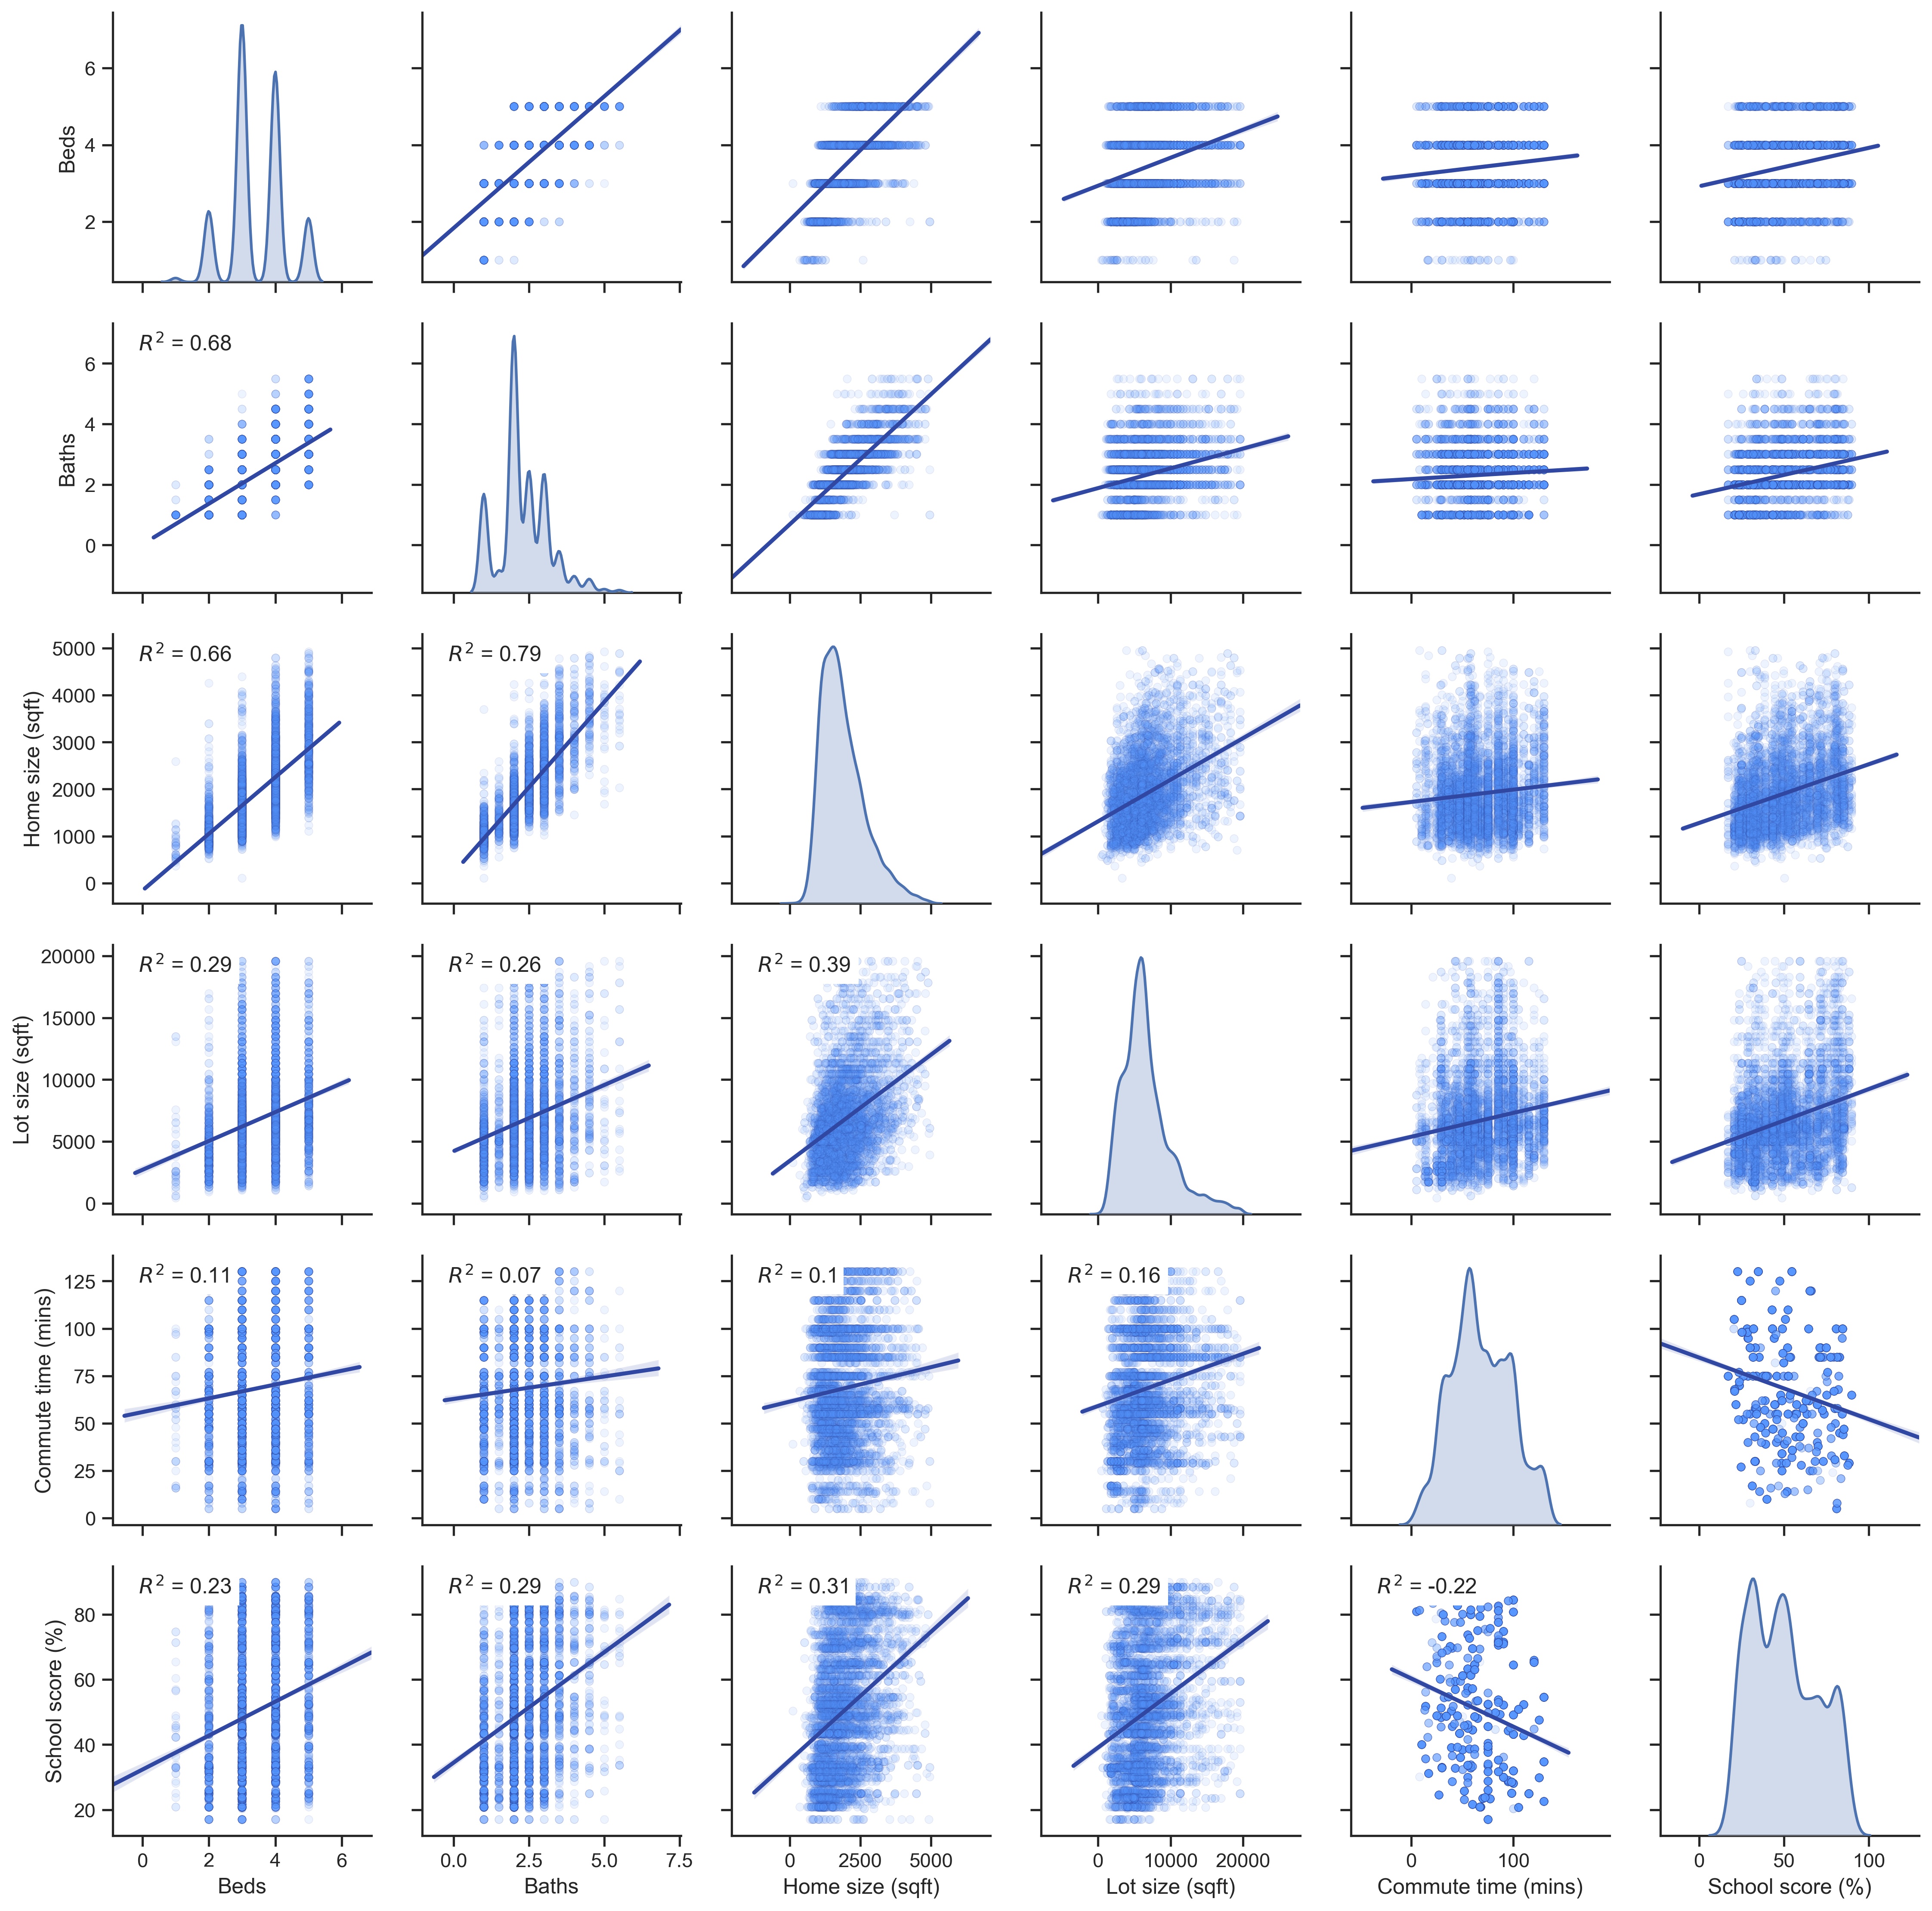 6
4
2
Beds
R² = 0.68
6
4
2
0
Baths
R² = 0.66
R² = 0.79
5000
4000
3000
2000
1000
0
Home size (sqft)
R² = 0.29
R² = 0.26
R² = 0.39
20000
15000
10000
5000
0
Lot size (sqft)
R² = 0.11
R² = 0.07
R² = 0.1
R² = 0.16
125
100
75
50
25
0
Commute time (mins)
R² = 0.23
R² = 0.29
R² = 0.31
R² = 0.29
R² = -0.22
80
60
40
20
School score (%)
0 2 4 6
0.0 2.5 5.0 7.5
0 2500 5000
0 10000 20000
0 100
0 50 100
Beds
Baths
Home size (sqft)
Lot size (sqft)
Commute time (mins)
School score (%)